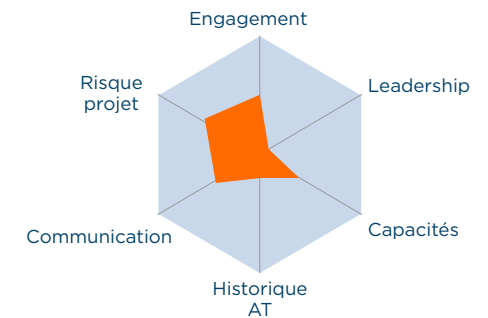 Engagement
Leadership
Capacités
Historique
AT
Communication
Risque
projet